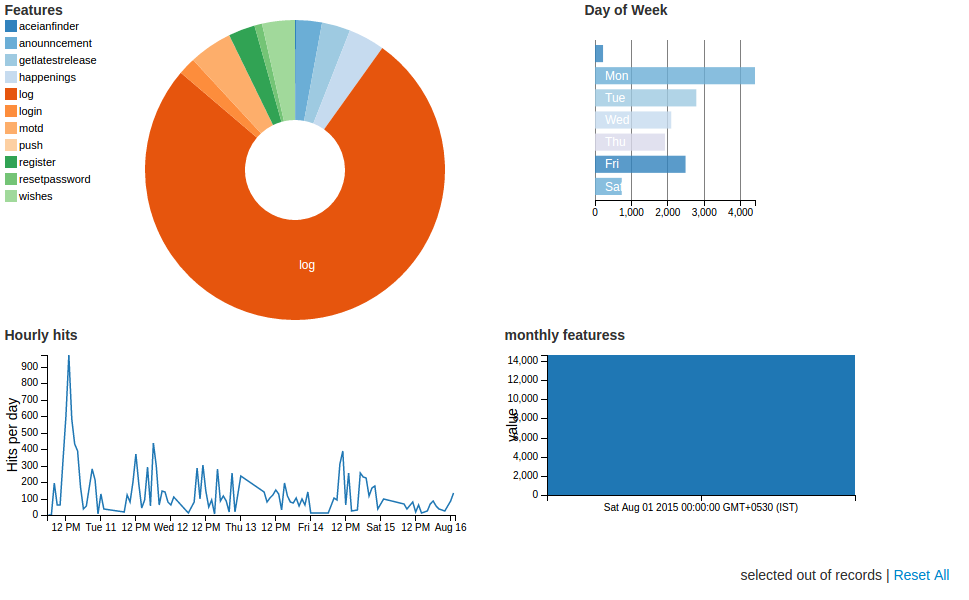 Features
aceianfinder
anounncement
getlatestrelease
happenings
log
login
motd
push
register
resetpassword
wishes
log
Day of Week
Mon
Tue
Wed
Thu
Fri
Sat
0 1,000 2,000 3,000 4,000
Hourly hits
Hits per day
900
800
700
600
500
400
300
200
100
0
12 PM Tue 11 12 PM Wed 12 12 PM Thu 13 12 PM Fri 14 12 PM Sat 15 12 PM Aug 16
monthly featuress
value
14,000
12,000
10,000
8,000
6,000
4,000
2,000
0
Sat Aug 01 2015 00:00:00 GMT+0530 (IST)
selected out of records | Reset All